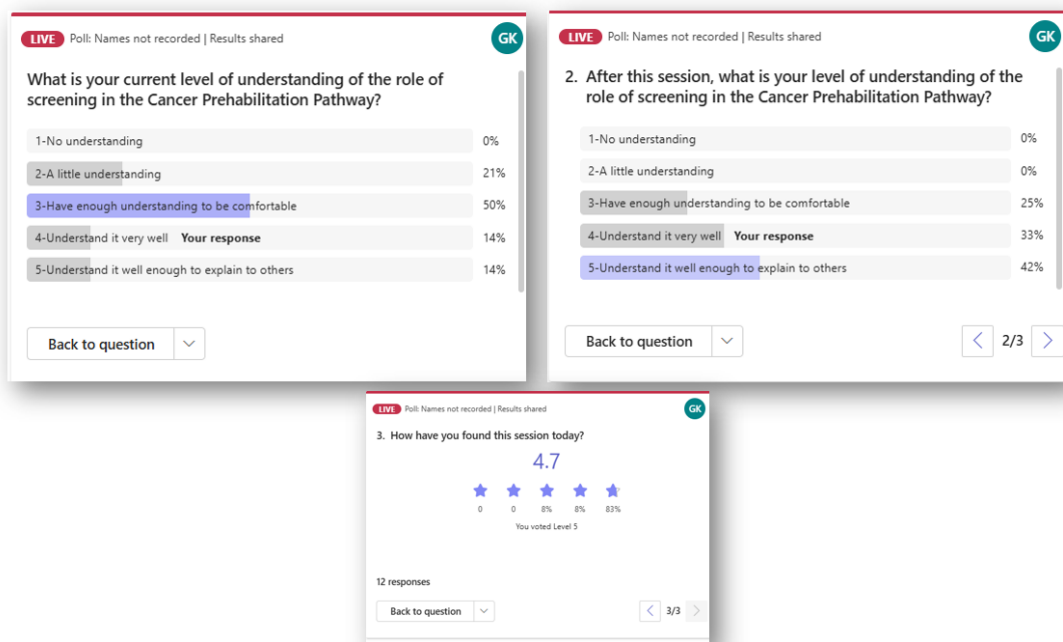 LIVE Poll: Names not recorded | Results shared GK
What is your current level of understanding of the role of
screening in the Cancer Prehabilitation Pathway?
1-No understanding 0%
2-A little understanding 21%
3-Have enough understanding to be comfortable 50%
4-Understand it very well Your response 14%
5-Understand it well enough to explain to others 14%
Back to question
LIVE Poll: Names not recorded | Results shared GK
2. After this session, what is your level of understanding of the
role of screening in the Cancer Prehabilitation Pathway?
1-No understanding 0%
2-A little understanding 0%
3-Have enough understanding to be comfortable 25%
4-Understand it very well Your response 33%
5-Understand it well enough to explain to others 42%
Back to question 2/3
LIVE Poll: Names not recorded | Results shared GK
3. How have you found this session today?
4.7
0 0 8% 8% 83%
You voted Level 5
12 responses
Back to question 3/3